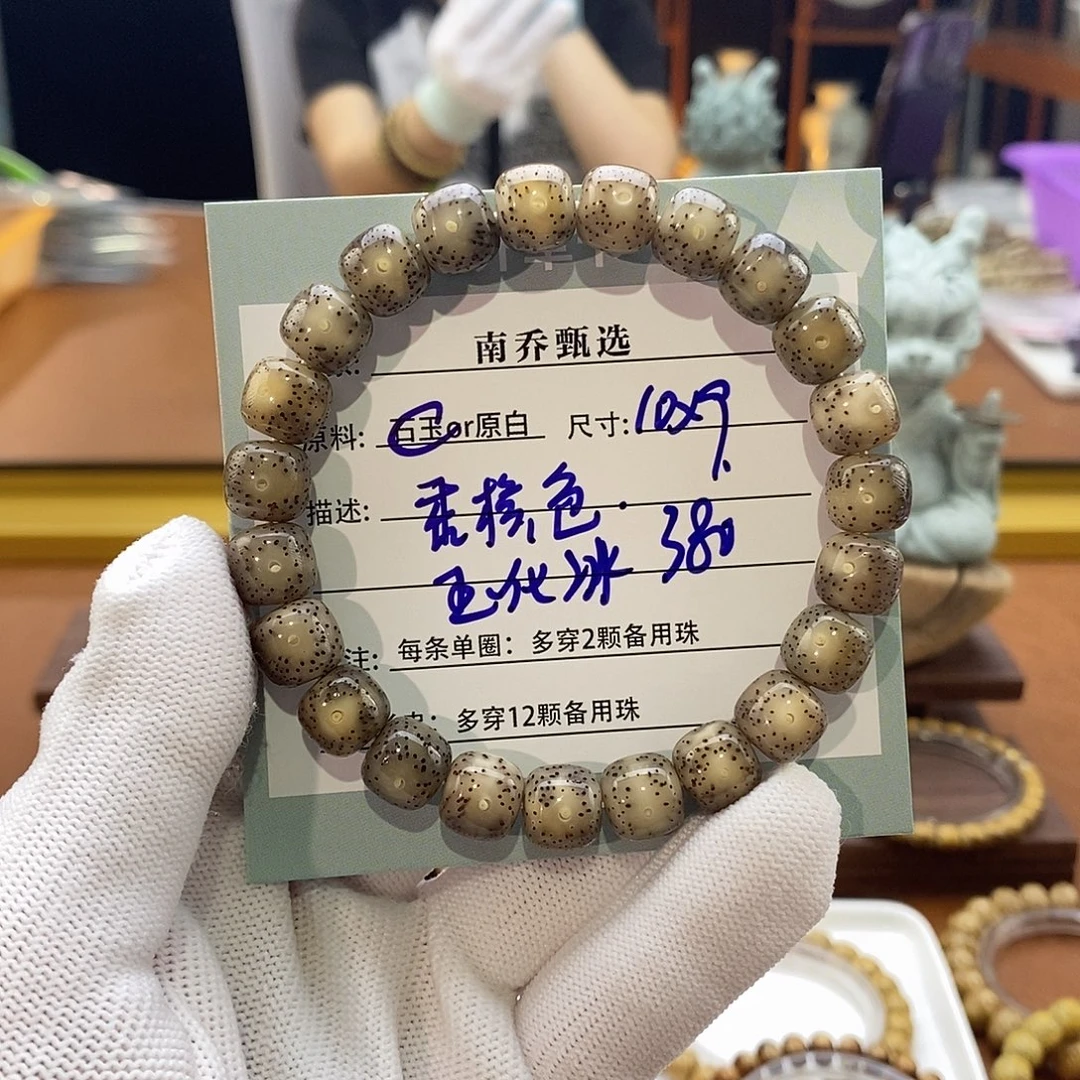 南乔甄选
原料: 石玉or原白 尺寸: 10x9
描述: 香槟色.
玉化冰 380
注: 每条单圈：多穿2颗备用珠
多穿12颗备用珠